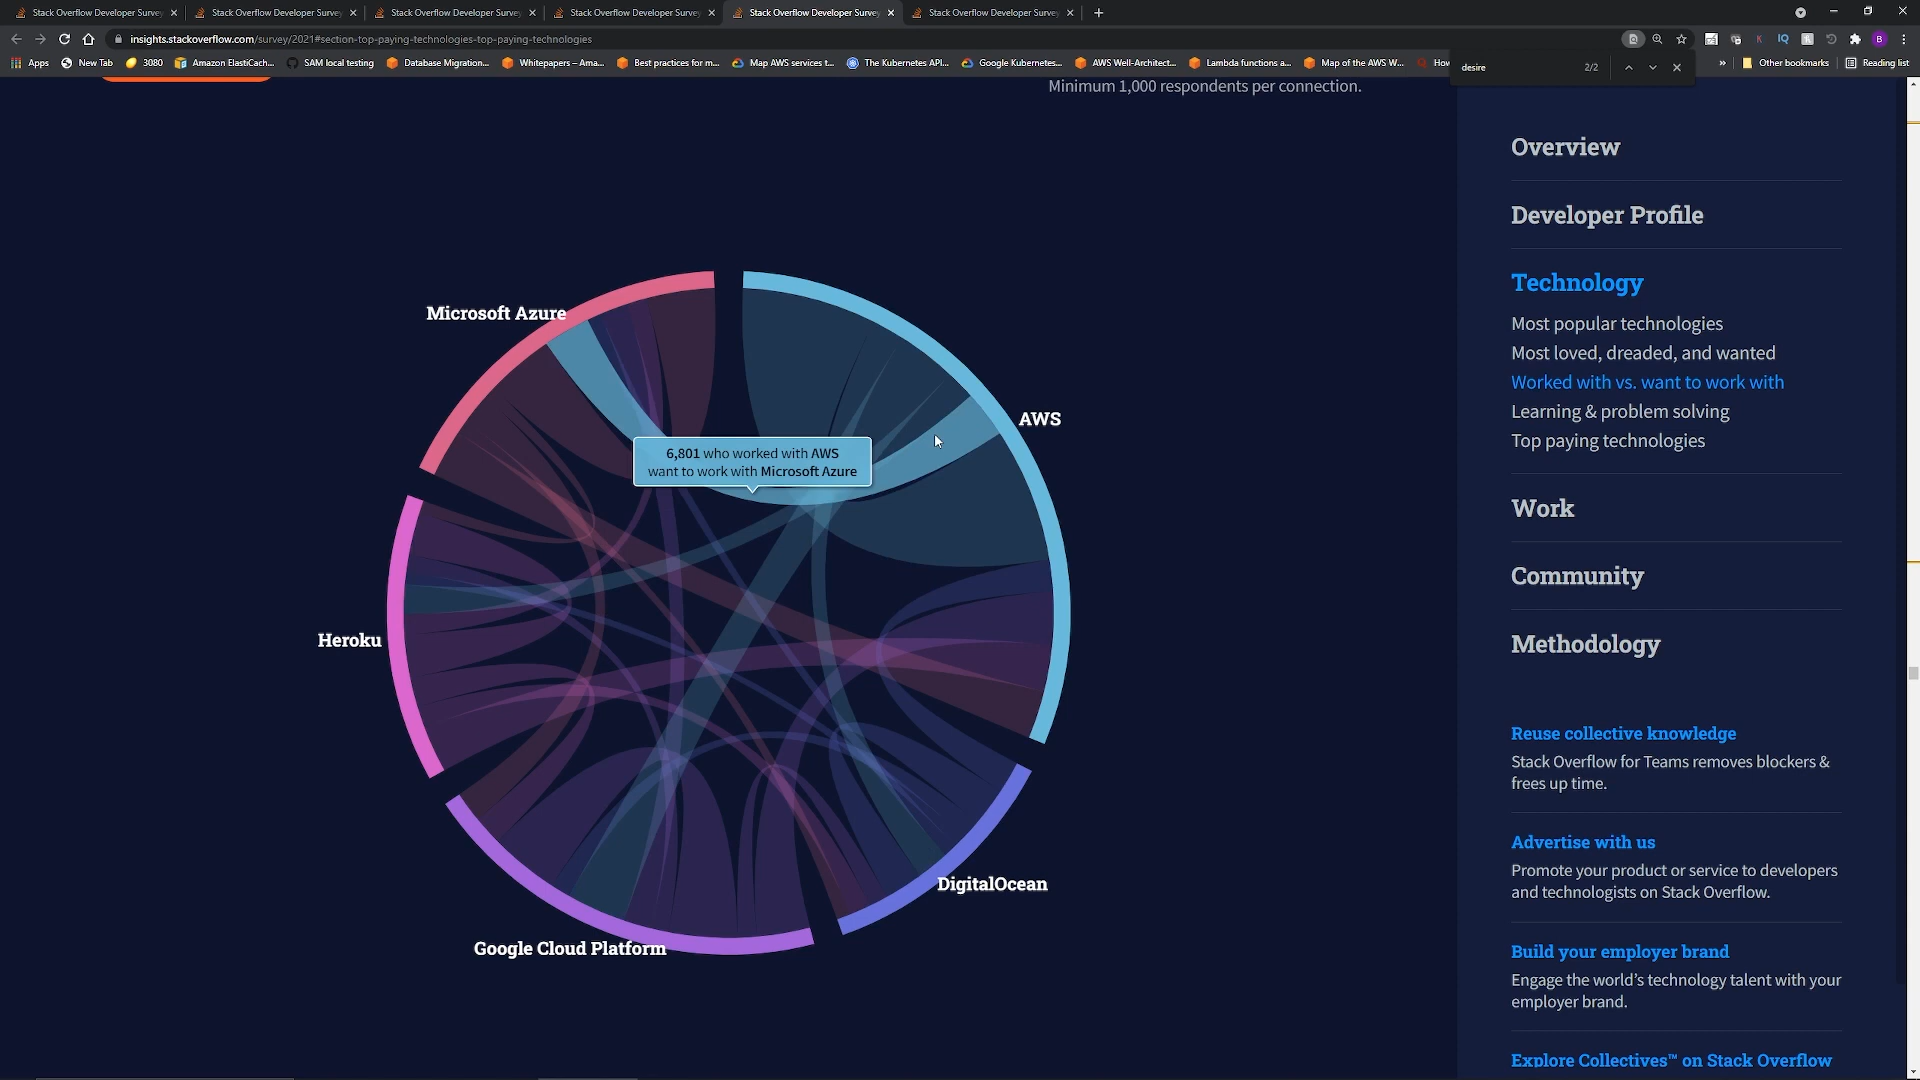 Stack Overflow Developer Survey
Stack Overflow Developer Survey
Stack Overflow Developer Survey
Stack Overflow Developer Survey
Stack Overflow Developer Survey
Stack Overflow Developer Survey
insights.stackoverflow.com/survey/2021#section-top-paying-technologies-top-paying-technologies
Apps
New Tab
3080
Amazon ElastiCach...
SAM local testing
Database Migration...
Whitepapers – Ama...
Best practices for m...
Map AWS services t...
The Kubernetes API...
Google Kubernetes...
AWS Well-Architect...
Lambda functions a...
Map of the AWS W...
How
»
Other bookmarks
Reading list
desire
2/2
Minimum 1,000 respondents per connection.
Microsoft Azure
AWS
6,801 who worked with AWS
want to work with Microsoft Azure
Heroku
DigitalOcean
Google Cloud Platform
Overview
Developer Profile
Technology
Most popular technologies
Most loved, dreaded, and wanted
Worked with vs. want to work with
Learning & problem solving
Top paying technologies
Work
Community
Methodology
Reuse collective knowledge
Stack Overflow for Teams removes blockers &
frees up time.
Advertise with us
Promote your product or service to developers
and technologists on Stack Overflow.
Build your employer brand
Engage the world's technology talent with your
employer brand.
Explore Collectives™ on Stack Overflow